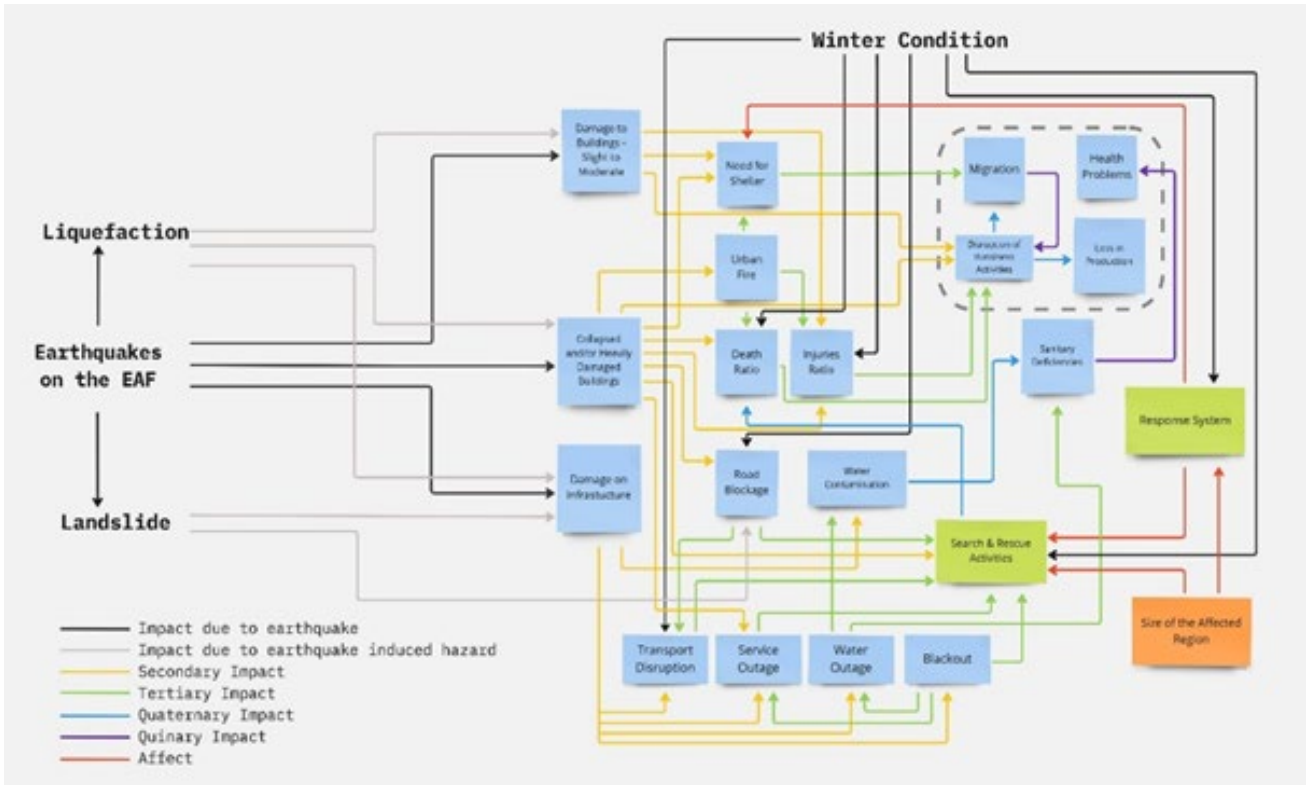 Winter Condition
Damage to
Buildings -
Slight to
Moderate
Need for
Shelter
Migration
Health
Problems
Liquefaction
Urban
Fire
Disruption of
Business
Activities
Loss in
Production
Earthquakes
on the EAF
Collapsed
and/or Heavily
Damaged
Buildings
Death
Ratio
Injuries
Ratio
Sanitary
Deficiencies
Response System
Damage on
Infrastucture
Road
Blockage
Water
Contamination
Landslide
Search & Rescue
Activities
Size of the Affected
Region
Transport
Disruption
Service
Outage
Water
Outage
Blackout
Impact due to earthquake
Impact due to earthquake induced hazard
Secondary Impact
Tertiary Impact
Quaternary Impact
Quinary Impact
Affect